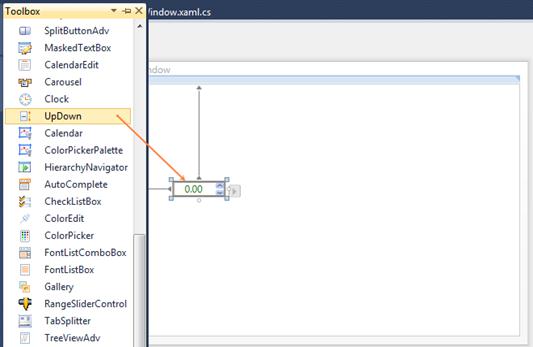 Toolbox
Window.xaml.cs
SplitButtonAdv
MaskedTextBox
CalendarEdit
Carousel
Clock
UpDown
Calendar
ColorPickerPalette
HierarchyNavigator
AutoComplete
CheckListBox
ColorEdit
ColorPicker
FontListComboBox
FontListBox
Gallery
RangeSliderControl
TabSplitter
TreeViewAdv
ndow
0.00